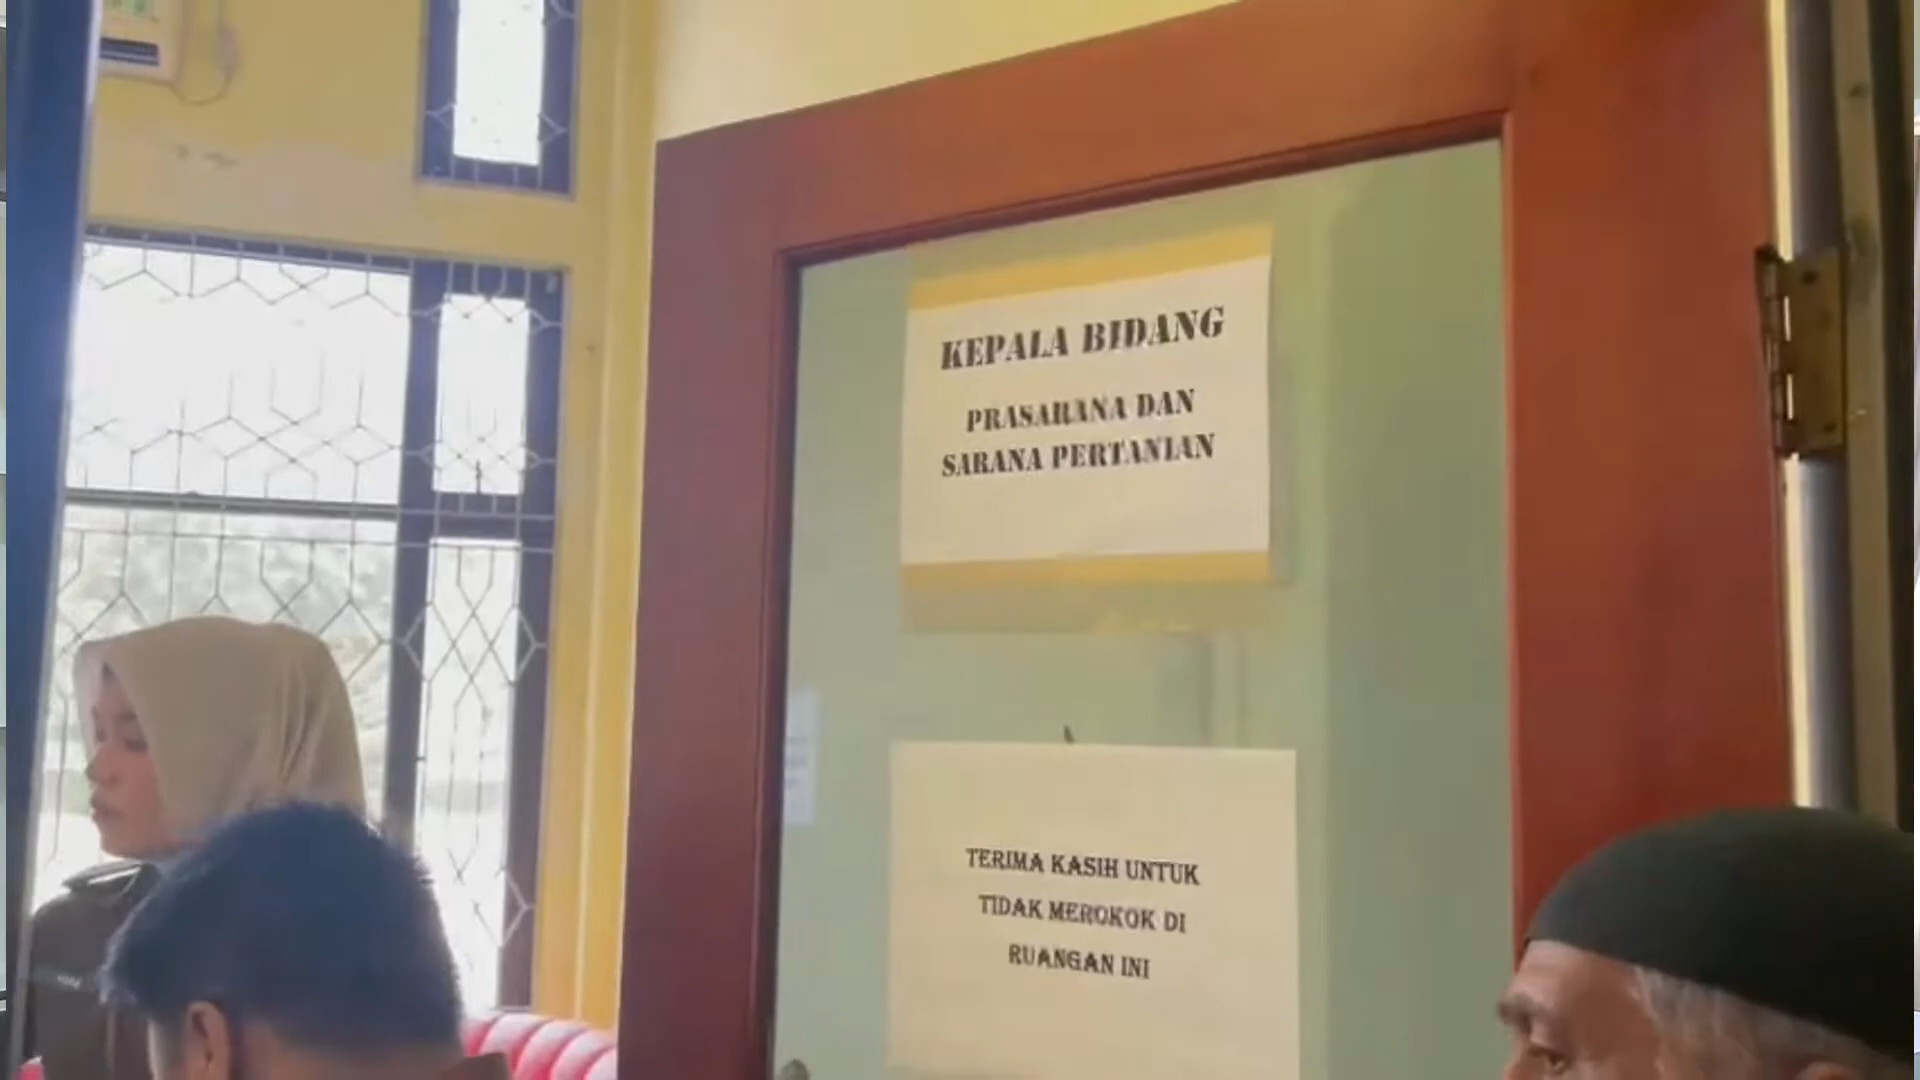 KEPALA BIDANG
PRASARANA DAN
SARANA PERTANIAN
TERIMA KASIH UNTUK
TIDAK MEROKOK DI
RUANGAN INI